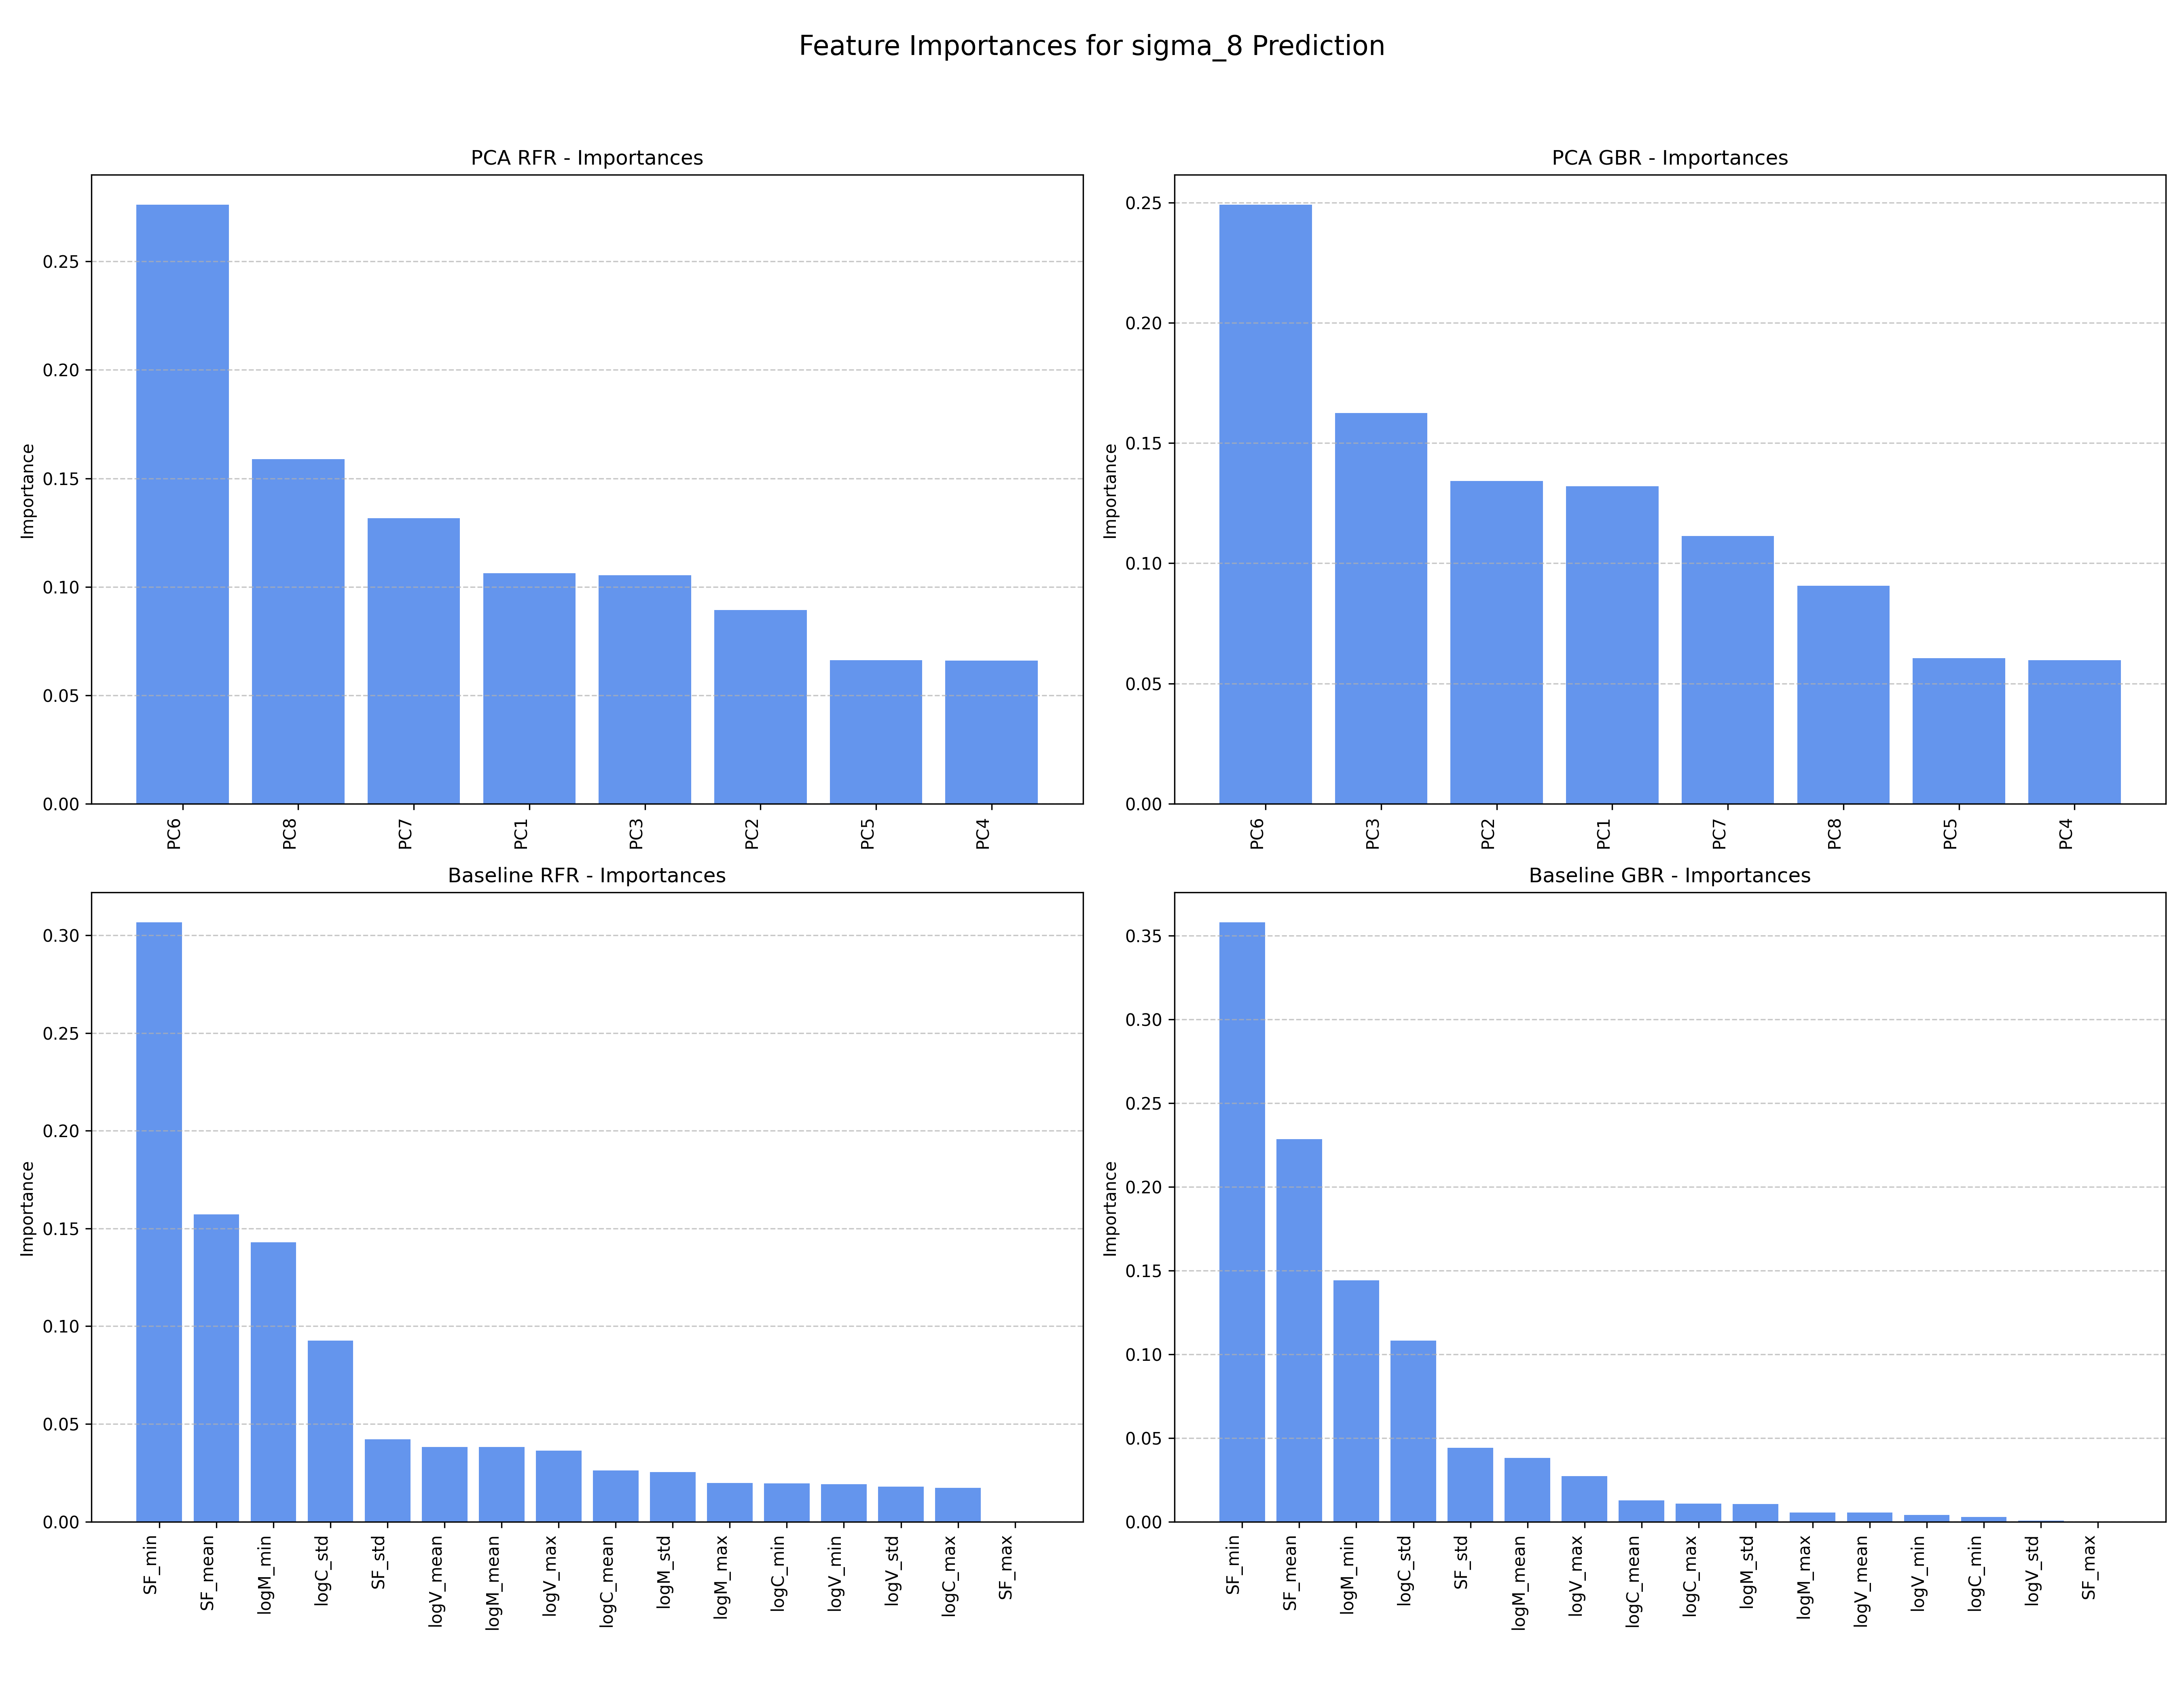 Feature Importances for sigma_8 Prediction
PCA RFR - Importances
Importance
0.25
0.20
0.15
0.10
0.05
0.00
PC6 PC8 PC7 PC1 PC3 PC2 PC5 PC4
PCA GBR - Importances
Importance
0.25
0.20
0.15
0.10
0.05
0.00
PC6 PC3 PC2 PC1 PC7 PC8 PC5 PC4
Baseline RFR - Importances
Importance
0.30
0.25
0.20
0.15
0.10
0.05
0.00
SF_min SF_mean logM_min logC_std SF_std logV_mean logM_mean logV_max logC_mean logM_std logM_max logC_min logV_min logV_std logC_max SF_max
Baseline GBR - Importances
Importance
0.35
0.30
0.25
0.20
0.15
0.10
0.05
0.00
SF_min SF_mean logM_min logC_std SF_std logM_mean logV_max logC_mean logC_max logM_std logM_max logV_mean logV_min logC_min logV_std SF_max